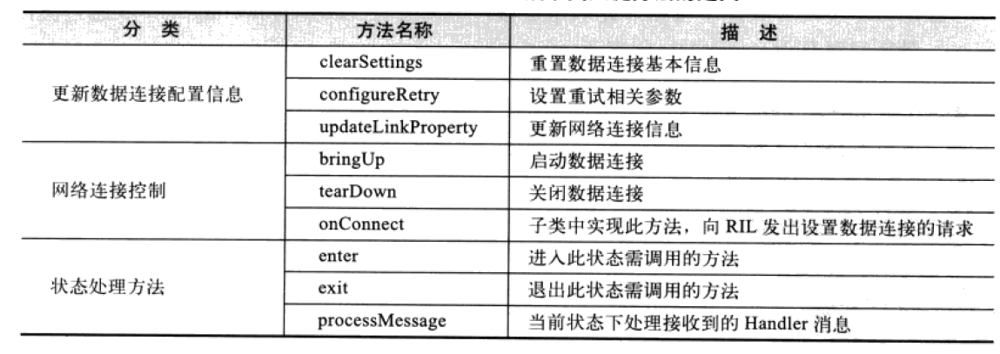 分 类 方法名称 描 述
clearSettings 重置数据连接基本信息
更新数据连接配置信息 configureRetry 设置重试相关参数
updateLinkProperty 更新网络连接信息
bringUp 启动数据连接
网络连接控制 tearDown 关闭数据连接
onConnect 子类中实现此方法，向 RIL 发出设置数据连接的请求
enter 进入此状态需调用的方法
状态处理方法 exit 退出此状态需调用的方法
processMessage 当前状态下处理接收到的 Handler 消息